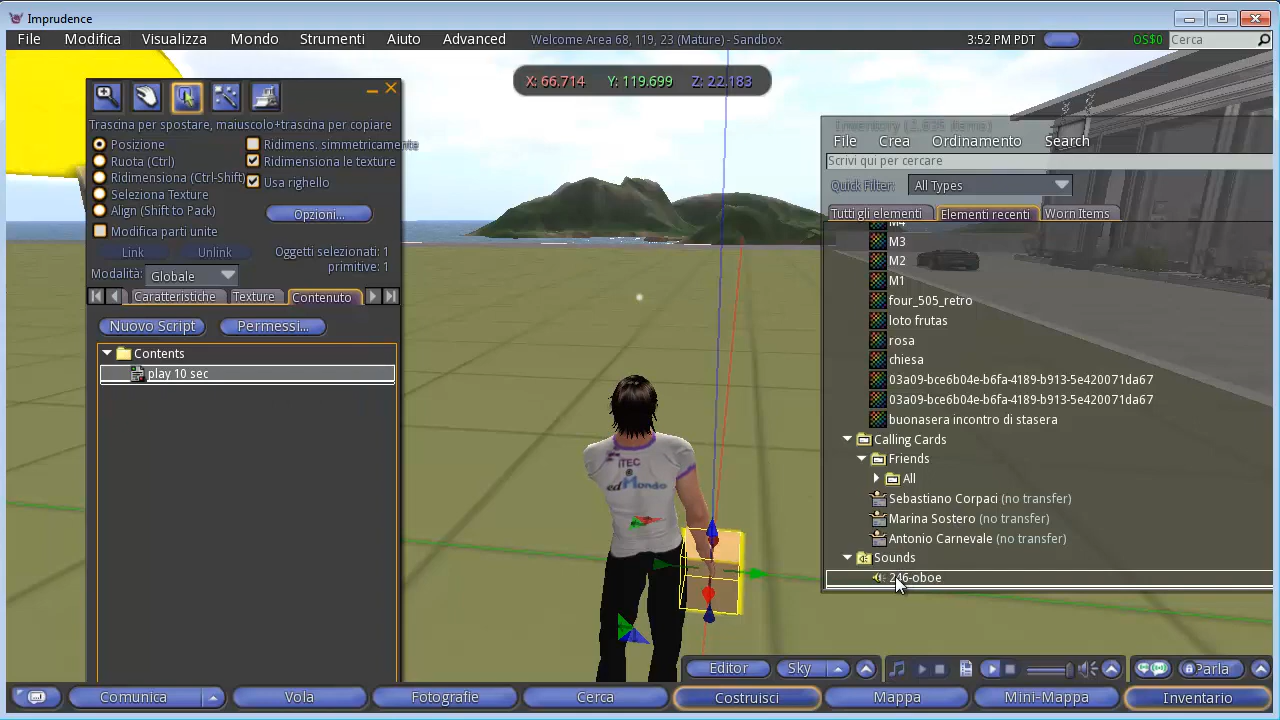 Imprudence
File Modifica Visualizza Mondo Strumenti Aiuto Advanced Welcome Area 68, 119, 23 (Mature) - Sandbox 3:52 PM PDT OS$0 Cerca
X: 66.714 Y: 119.699 Z: 22.183
Trascina per spostare, maiuscolo+trascina per copiare
Posizione
Ruota (Ctrl)
Ridimensiona (Ctrl-Shift)
Seleziona Texture
Align (Shift to Pack)
Modifica parti unite
Ridimens. simmetricamente
Ridimensiona le texture
Usa righello
Opzioni...
Link Unlink
Oggetti selezionati: 1
primitive: 1
Modalità: Globale
Caratteristiche Texture Contenuto
Nuovo Script Permessi...
Contents
play 10 sec
iTEC
edMondo
Inventory (2,635 items)
File Crea Ordinamento Search
Scrivi qui per cercare
Quick Filter: All Types
Tutti gli elementi Elementi recenti Worn Items
M4
M3
M2
M1
four_505_retro
loto frutas
rosa
chiesa
03a09-bce6b04e-b6fa-4189-b913-5e420071da67
03a09-bce6b04e-b6fa-4189-b913-5e420071da67
buonasera incontro di stasera
Calling Cards
Friends
All
Sebastiano Corpaci (no transfer)
Marina Sostero (no transfer)
Antonio Carnevale (no transfer)
Sounds
246-oboe
Editor Sky Parla
Comunica Vola Fotografie Cerca Costruisci Mappa Mini-Mappa Inventario